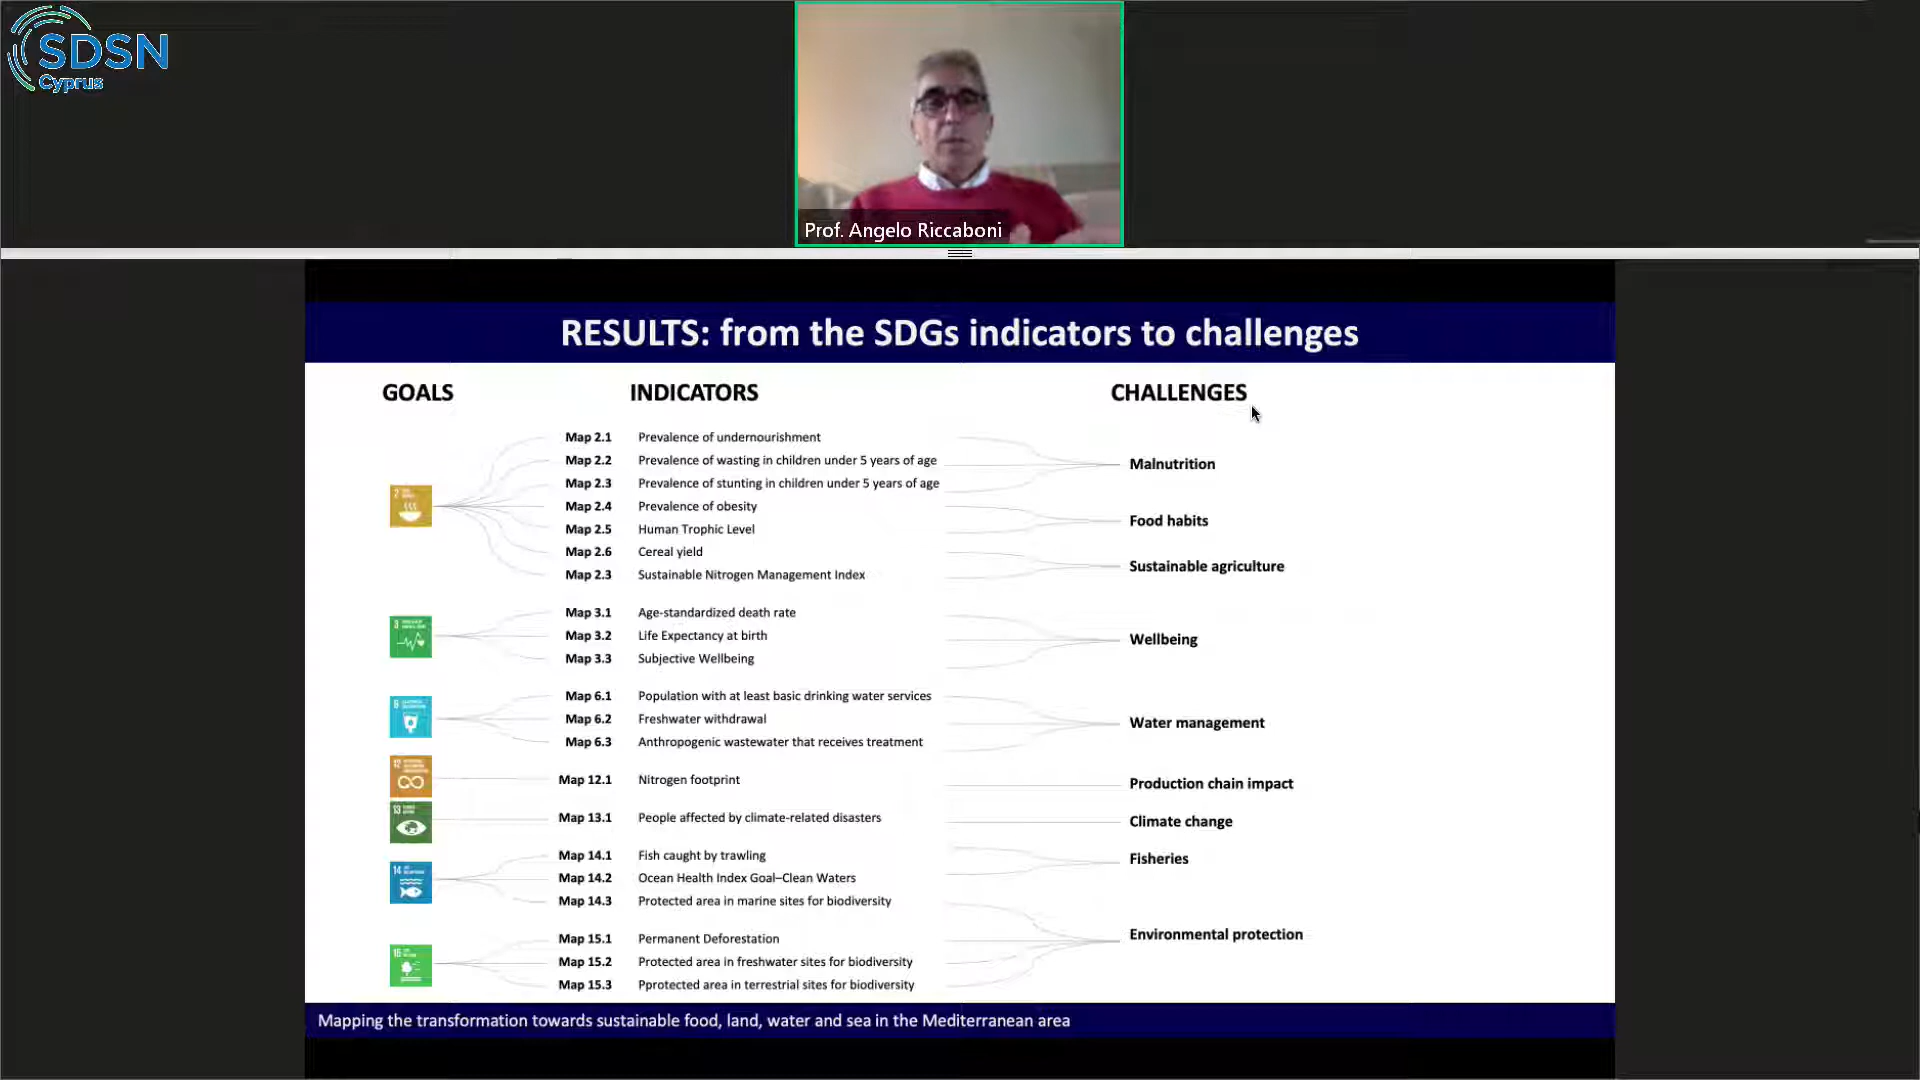 SDSN
Cyprus
Prof. Angelo Riccaboni
RESULTS: from the SDGs indicators to challenges
GOALS INDICATORS CHALLENGES
Map 2.1 Prevalence of undernourishment
Map 2.2 Prevalence of wasting in children under 5 years of age
Malnutrition
Map 2.3 Prevalence of stunting in children under 5 years of age
2
Map 2.4 Prevalence of obesity
Food habits
Map 2.5 Human Trophic Level
Map 2.6 Cereal yield
Sustainable agriculture
Map 2.3 Sustainable Nitrogen Management Index
Map 3.1 Age-standardized death rate
3
Map 3.2 Life Expectancy at birth
Wellbeing
Map 3.3 Subjective Wellbeing
Map 6.1 Population with at least basic drinking water services
6
Map 6.2 Freshwater withdrawal
Water management
Map 6.3 Anthropogenic wastewater that receives treatment
12
Map 12.1 Nitrogen footprint
Production chain impact
13
Map 13.1 People affected by climate-related disasters
Climate change
Map 14.1 Fish caught by trawling
Fisheries
14
Map 14.2 Ocean Health Index Goal–Clean Waters
Map 14.3 Protected area in marine sites for biodiversity
Map 15.1 Permanent Deforestation
Environmental protection
15
Map 15.2 Protected area in freshwater sites for biodiversity
Map 15.3 Pprotected area in terrestrial sites for biodiversity
Mapping the transformation towards sustainable food, land, water and sea in the Mediterranean area